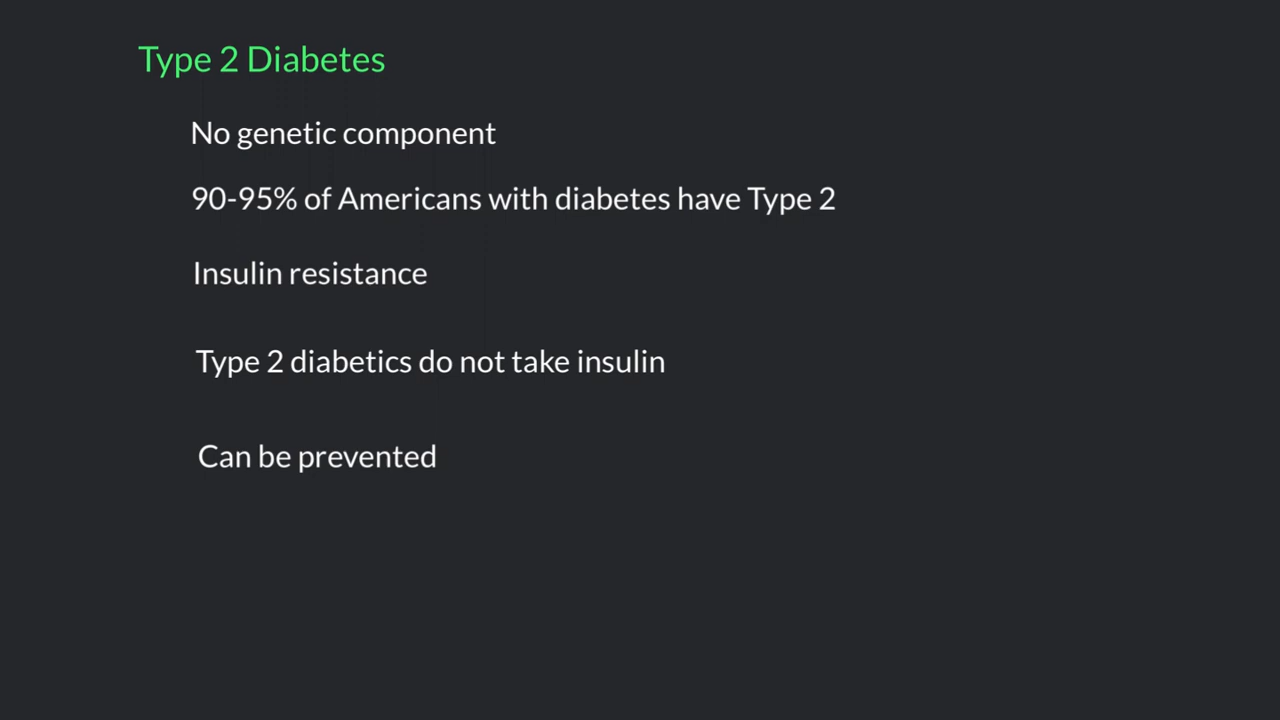 Type 2 Diabetes
No genetic component
90-95% of Americans with diabetes have Type 2
Insulin resistance
Type 2 diabetics do not take insulin
Can be prevented